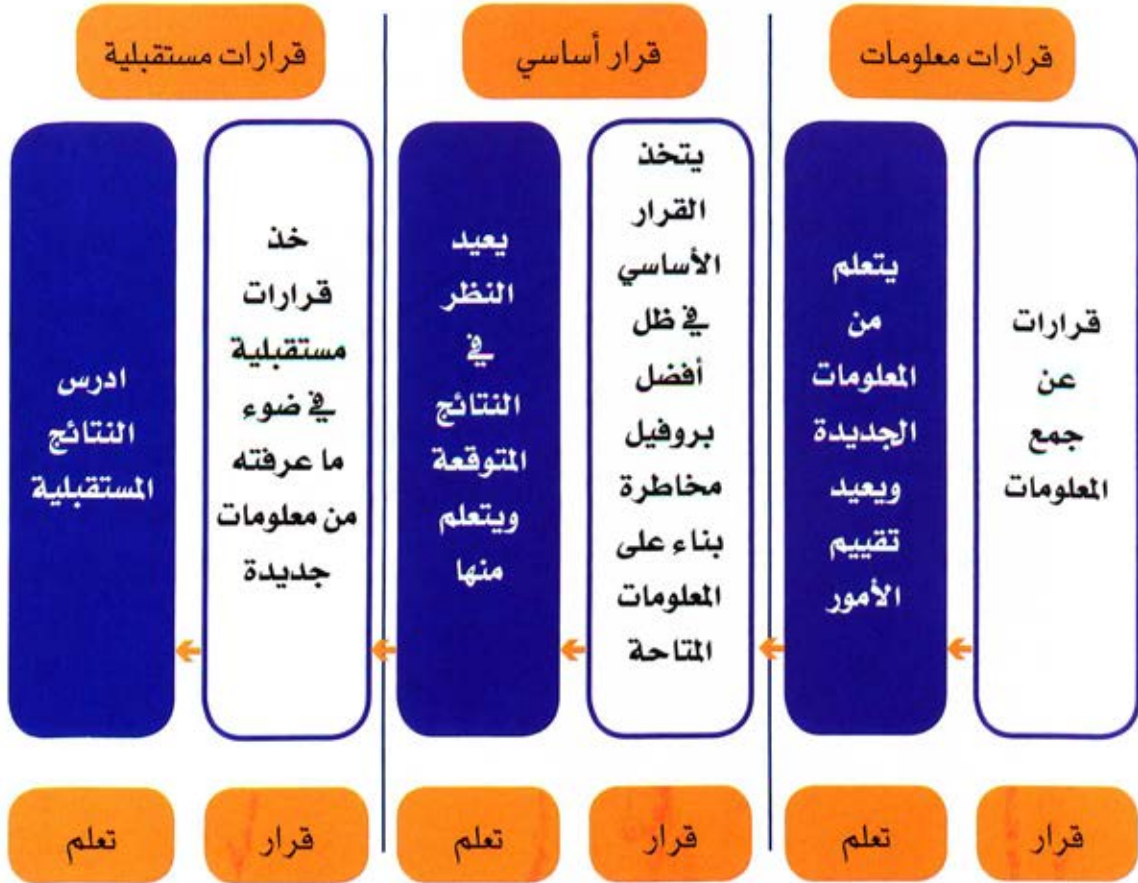 قرارات معلومات
قرار أساسي
قرارات مستقبلية
قرارات
عن
جمع
المعلومات
يتعلم
من
المعلومات
الجديدة
ويعيد
تقييم
الأمور
يتخذ
القرار
الأساسي
في ظل
أفضل
بروفيل
مخاطرة
بناء على
المعلومات
المتاحة
يعيد
النظر
في
النتائج
المتوقعة
ويتعلم
منها
خذ
قرارات
مستقبلية
في ضوء
ما عرفته
من معلومات
جديدة
ادرس
النتائج
المستقبلية
قرار
تعلم
قرار
تعلم
قرار
تعلم